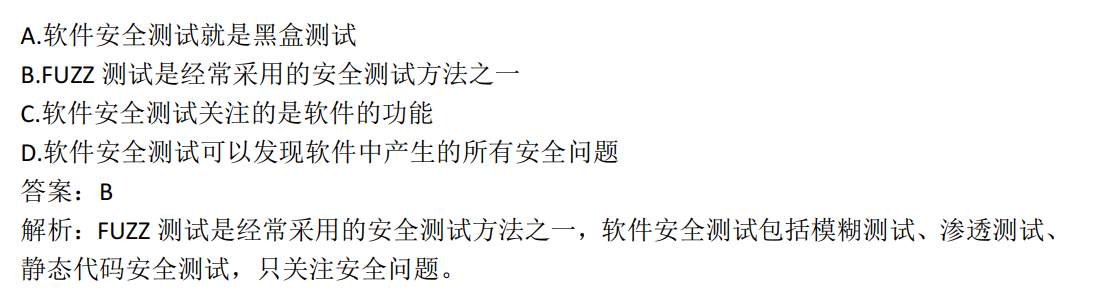 A.软件安全测试就是黑盒测试
B.FUZZ 测试是经常采用的安全测试方法之一
C.软件安全测试关注的是软件的功能
D.软件安全测试可以发现软件中产生的所有安全问题
答案：B
解析：FUZZ 测试是经常采用的安全测试方法之一，软件安全测试包括模糊测试、渗透测试、
静态代码安全测试，只关注安全问题。